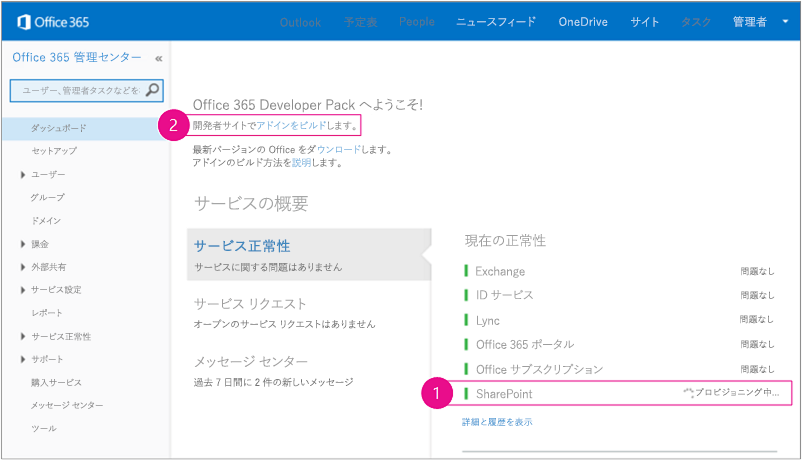 Office 365
Outlook 予定表 People ニュースフィード OneDrive サイト タスク 管理者
Office 365 管理センター «
ユーザー、管理者タスクなどを
ダッシュボード
セットアップ
ユーザー
グループ
ドメイン
課金
外部共有
サービス設定
レポート
サービス正常性
サポート
購入サービス
メッセージ センター
ツール
Office 365 Developer Pack へようこそ!
2 開発者サイトでアドインをビルドします。
最新バージョンの Office をダウンロードします。
アドインのビルド方法を説明します。
サービスの概要
サービス正常性
サービスに関する問題はありません
サービス リクエスト
オープンのサービス リクエストはありません
メッセージ センター
過去 7 日間に 2 件の新しいメッセージ
現在の正常性
Exchange 問題なし
ID サービス 問題なし
Lync 問題なし
Office 365 ポータル 問題なし
Office サブスクリプション 問題なし
1 SharePoint プロビジョニング中...
詳細と履歴を表示